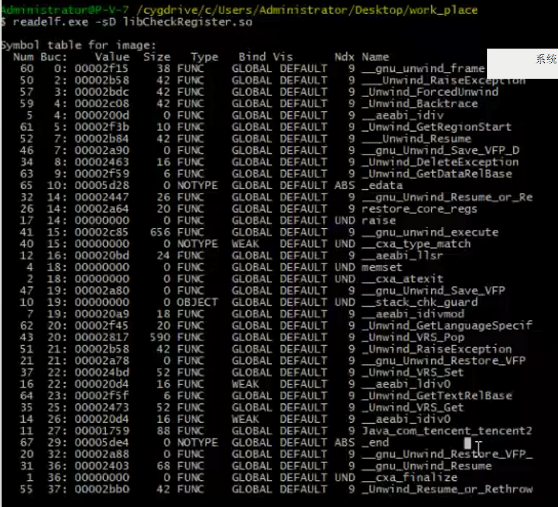 Administrator@P-V-7 /cygdrive/c/Users/Administrator/Desktop/work_place
$ readelf.exe -sD libCheckRegister.so
Symbol table for image:
Num Buc: Value Size Type Bind Vis Ndx Name
60 0: 00002f15 38 FUNC GLOBAL DEFAULT 9 __gnu_unwind_frame
系统
50 2: 00002b58 42 FUNC GLOBAL DEFAULT 9 ___Unwind_RaiseException
57 3: 00002bdc 42 FUNC GLOBAL DEFAULT 9 _Unwind_ForcedUnwind
59 4: 00002c08 42 FUNC GLOBAL DEFAULT 9 _Unwind_Backtrace
5 4: 0000200d 0 FUNC GLOBAL DEFAULT 9 __aeabi_idiv
61 5: 00002f3b 10 FUNC GLOBAL DEFAULT 9 _Unwind_GetRegionStart
52 7: 00002b84 42 FUNC GLOBAL DEFAULT 9 ___Unwind_Resume
46 7: 00002a90 0 FUNC GLOBAL DEFAULT 9 __gnu_Unwind_Save_VFP_D
34 8: 00002463 16 FUNC GLOBAL DEFAULT 9 _Unwind_DeleteException
63 9: 00002f59 6 FUNC GLOBAL DEFAULT 9 _Unwind_GetDataRelBase
65 10: 00005d28 0 NOTYPE GLOBAL DEFAULT ABS _edata
32 14: 00002447 26 FUNC GLOBAL DEFAULT 9 __gnu_Unwind_Resume_or_Re
26 14: 00002a64 20 FUNC GLOBAL DEFAULT 9 restore_core_regs
17 14: 00000000 0 FUNC GLOBAL DEFAULT UND raise
41 15: 00002c85 656 FUNC GLOBAL DEFAULT 9 __gnu_unwind_execute
40 15: 00000000 0 NOTYPE WEAK DEFAULT UND __cxa_type_match
12 16: 000020bd 24 FUNC GLOBAL DEFAULT 9 __aeabi_llsr
4 18: 00000000 0 FUNC GLOBAL DEFAULT UND memset
2 18: 00000000 0 FUNC GLOBAL DEFAULT UND __cxa_atexit
47 19: 00002a80 0 FUNC GLOBAL DEFAULT 9 __gnu_Unwind_Save_VFP
10 19: 00000000 0 OBJECT GLOBAL DEFAULT UND __stack_chk_guard
7 19: 000020a9 18 FUNC GLOBAL DEFAULT 9 __aeabi_idivmod
62 20: 00002f45 20 FUNC GLOBAL DEFAULT 9 _Unwind_GetLanguageSpecif
43 20: 00002817 590 FUNC GLOBAL DEFAULT 9 _Unwind_VRS_Pop
51 21: 00002b58 42 FUNC GLOBAL DEFAULT 9 _Unwind_RaiseException
21 21: 00002a78 0 FUNC GLOBAL DEFAULT 9 __gnu_Unwind_Restore_VFP
37 22: 000024bd 52 FUNC GLOBAL DEFAULT 9 _Unwind_VRS_Set
16 22: 000020d4 16 FUNC WEAK DEFAULT 9 __aeabi_ldiv0
64 23: 00002f5f 6 FUNC GLOBAL DEFAULT 9 _Unwind_GetTextRelBase
35 25: 00002473 52 FUNC GLOBAL DEFAULT 9 _Unwind_VRS_Get
14 26: 000020d4 16 FUNC WEAK DEFAULT 9 __aeabi_idiv0
11 27: 00001759 88 FUNC GLOBAL DEFAULT 9 Java_com_tencent_tencent2
67 29: 00005de4 0 NOTYPE GLOBAL DEFAULT ABS _end
20 32: 00002a88 0 FUNC GLOBAL DEFAULT 9 __gnu_Unwind_Restore_VFP_
31 36: 00002403 68 FUNC GLOBAL DEFAULT 9 __gnu_Unwind_Resume
1 36: 00000000 0 FUNC GLOBAL DEFAULT UND __cxa_finalize
55 37: 00002bb0 42 FUNC GLOBAL DEFAULT 9 _Unwind_Resume_or_Rethrow